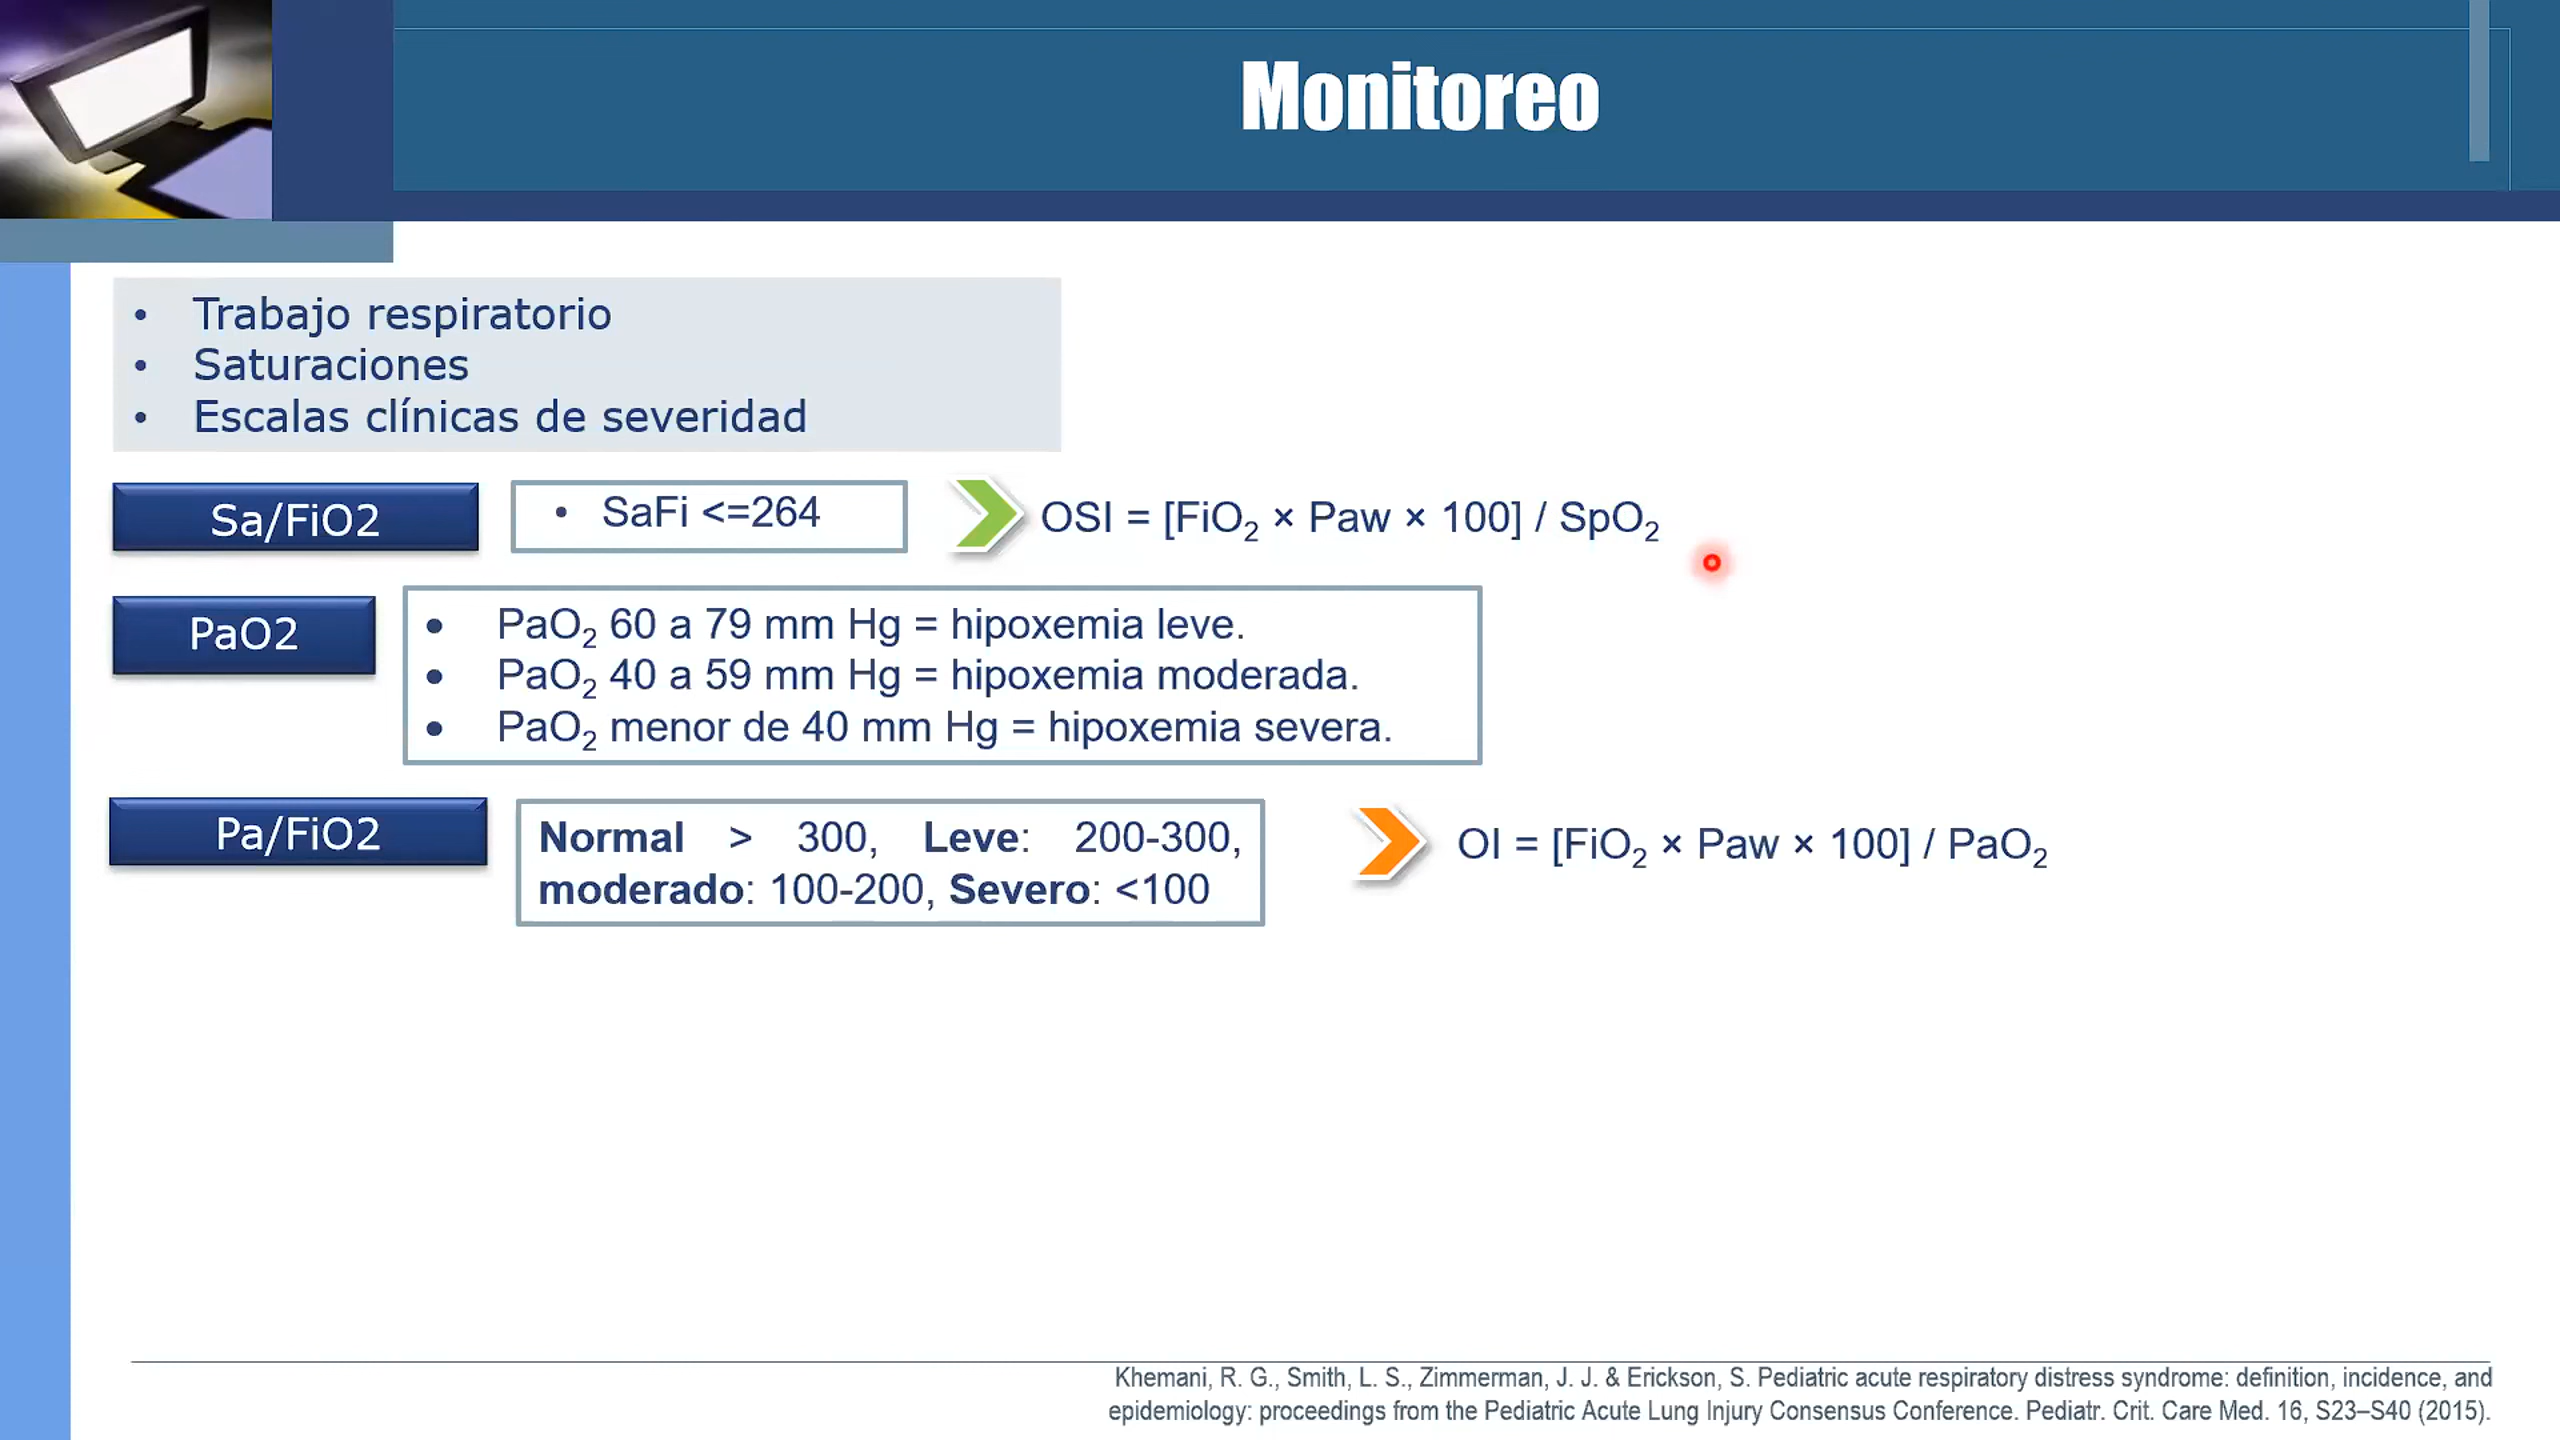 Monitoreo
• Trabajo respiratorio
• Saturaciones
• Escalas clínicas de severidad
Sa/FiO2
• SaFi <=264
OSI = [FiO₂ × Paw × 100] / SpO₂
PaO2
• PaO₂ 60 a 79 mm Hg = hipoxemia leve.
• PaO₂ 40 a 59 mm Hg = hipoxemia moderada.
• PaO₂ menor de 40 mm Hg = hipoxemia severa.
Pa/FiO2
Normal > 300, Leve: 200-300,
moderado: 100-200, Severo: <100
OI = [FiO₂ × Paw × 100] / PaO₂
Khemani, R. G., Smith, L. S., Zimmerman, J. J. & Erickson, S. Pediatric acute respiratory distress syndrome: definition, incidence, and
epidemiology: proceedings from the Pediatric Acute Lung Injury Consensus Conference. Pediatr. Crit. Care Med. 16, S23–S40 (2015).